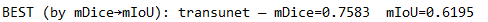 BEST (by mDice→mIoU): transunet — mDice=0.7583  mIoU=0.6195